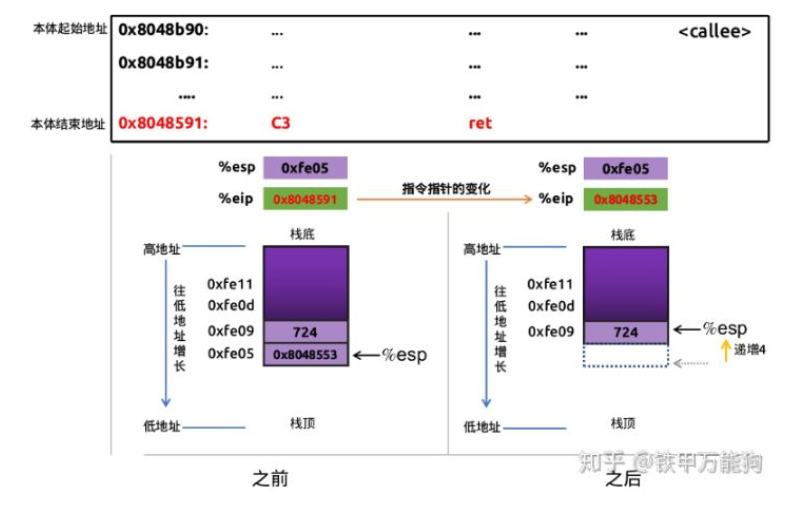 本体起始地址 0x8048b90: ... ... ... <callee>
0x8048b91: ... ... ...
.... ... ... ...
本体结束地址 0x8048591: C3 ret
%esp 0xfe05 %esp 0xfe05
%eip 0x8048591 指令指针的变化 %eip 0x8048553
栈底 栈底
高地址 高地址
往低地址增长 往低地址增长
0xfe11 0xfe11
0xfe0d 0xfe0d
0xfe09 724 0xfe09 724 %esp
0xfe05 0x8048553 %esp 递增4
低地址 栈顶 低地址 栈顶
知乎 @铁甲万能狗
之前 之后